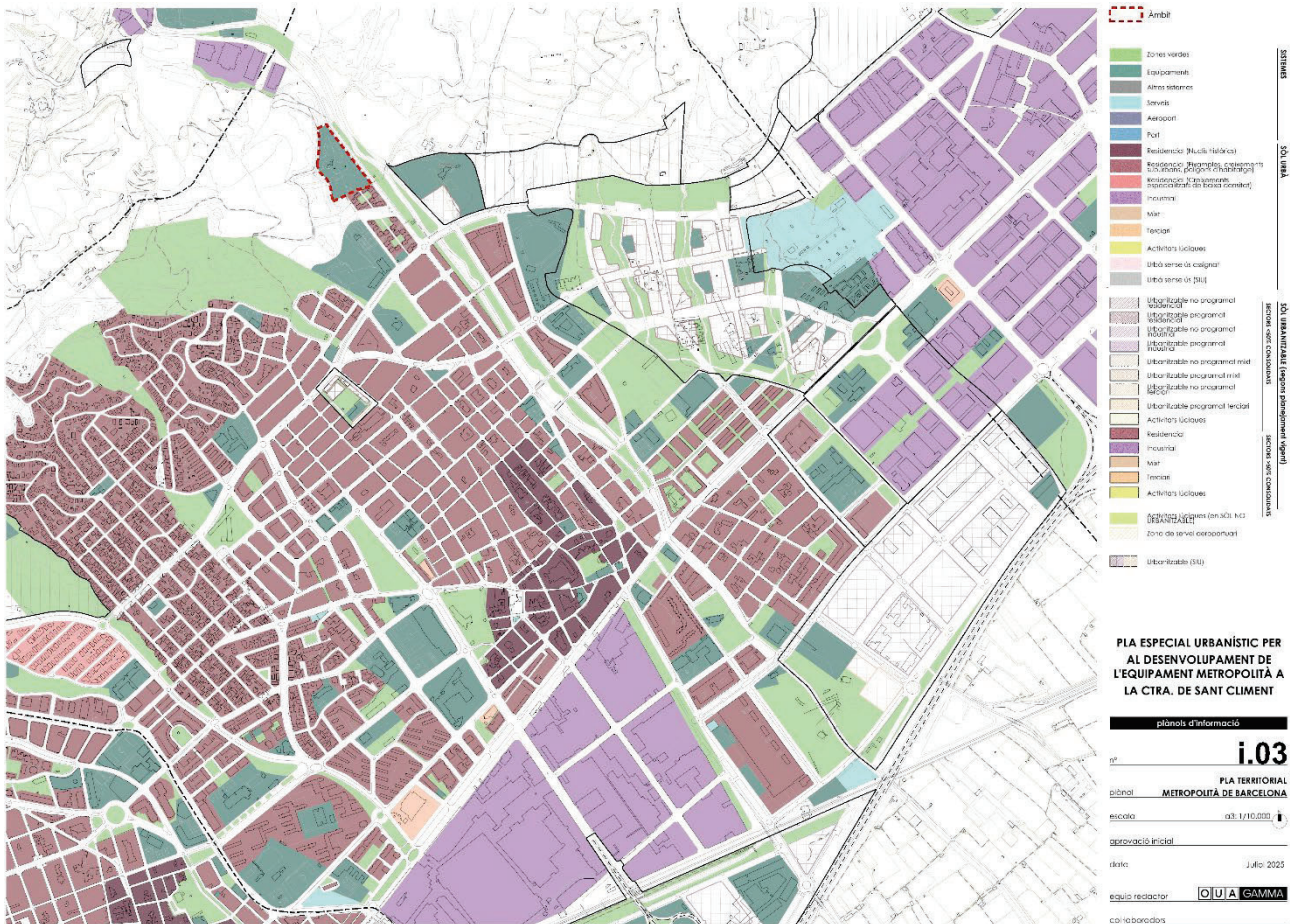 Àmbit
SISTEMES
Zones verdes
Equipaments
Altres sistemes
Serveis
Aeroport
Port
SÒL URBÀ
Residencial (Nuclis històrics)
Residencial (Eixamples, creixements
suburbans, polígons d'habitatge)
Residencial (Creixements
especialitzats de baixa densitat)
Industrial
Mixt
Terciari
Activitats lúdiques
Urbà sense ús assignat
Urbà sense ús (SIU)
SÒL URBANITZABLE (segons planejament vigent)
SECTORS <60% CONSOLIDATS
Urbanitzable no programat
residencial
Urbanitzable programat
residencial
Urbanitzable no programat
industrial
Urbanitzable programat
industrial
Urbanitzable no programat mixt
Urbanitzable programat mixt
Urbanitzable no programat
terciari
Urbanitzable programat terciari
Activitats lúdiques
SECTORS >60% CONSOLIDATS
Residencial
Industrial
Mixt
Terciari
Activitats lúdiques
Activitats lúdiques (en SÒL NO
URBANITZABLE)
Zona de servei aeroportuari
Urbanitzable (SIU)
PLA ESPECIAL URBANÍSTIC PER
AL DESENVOLUPAMENT DE
L'EQUIPAMENT METROPOLITÀ A
LA CTRA. DE SANT CLIMENT
plànols d'informació
nº i.03
PLA TERRITORIAL
plànol METROPOLITÀ DE BARCELONA
escala a3: 1/10.000
aprovació inicial
data Juliol 2025
equip redactor OUA GAMMA
col·laboradors